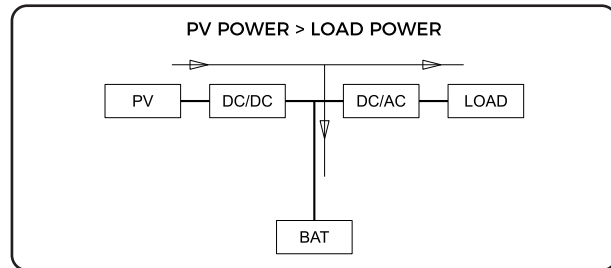 PV POWER > LOAD POWER
PV DC/DC DC/AC LOAD
BAT